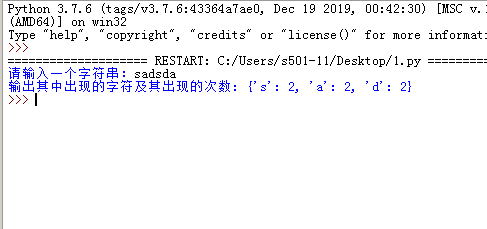 Python 3.7.6 (tags/v3.7.6:43364a7ae0, Dec 19 2019, 00:42:30) [MSC v.
(AMD64)] on win32
Type "help", "copyright", "credits" or "license()" for more informati
>>>
==================== RESTART: C:/Users/s501-11/Desktop/1.py ==========
请输入一个字符串: sadsda
输出其中出现的字符及其出现的次数: {'s': 2, 'a': 2, 'd': 2}
>>>